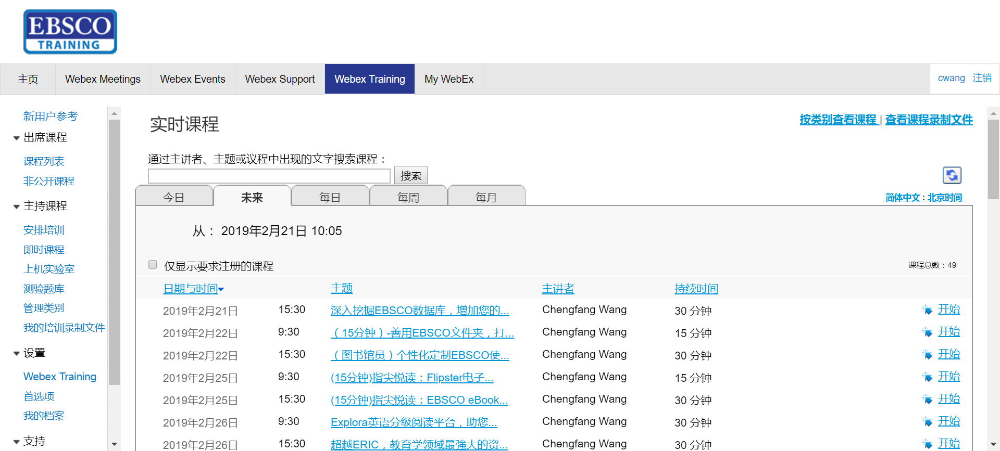 EBSCO
TRAINING
主页 Webex Meetings Webex Events Webex Support Webex Training My WebEx cwang 注销
新用户参考
出席课程
课程列表
非公开课程
主持课程
安排培训
即时课程
上机实验室
测验题库
管理类别
我的培训录制文件
设置
Webex Training
首选项
我的档案
支持
实时课程
按类别查看课程 | 查看课程录制文件
通过主讲者、主题或议程中出现的文字搜索课程：
搜索
今日 未来 每日 每周 每月
简体中文 : 北京时间
从： 2019年2月21日 10:05
仅显示要求注册的课程 课程总数：49
日期与时间 主题 主讲者 持续时间
2019年2月21日 15:30 深入挖掘EBSCO数据库，增加您的... Chengfang Wang 30 分钟 开始
2019年2月22日 9:30 （15分钟）-善用EBSCO文件夹，打... Chengfang Wang 15 分钟 开始
2019年2月22日 15:30 （图书馆员）个性化定制EBSCO使... Chengfang Wang 30 分钟 开始
2019年2月25日 9:30 (15分钟)指尖悦读：Flipster电子... Chengfang Wang 15 分钟 开始
2019年2月25日 15:30 (15分钟)指尖悦读：EBSCO eBook... Chengfang Wang 30 分钟 开始
2019年2月26日 9:30 Explora英语分级阅读平台，助您... Chengfang Wang 30 分钟 开始
2019年2月26日 15:30 超越ERIC，教育学领域最強大的资... Chengfang Wang 30 分钟 开始